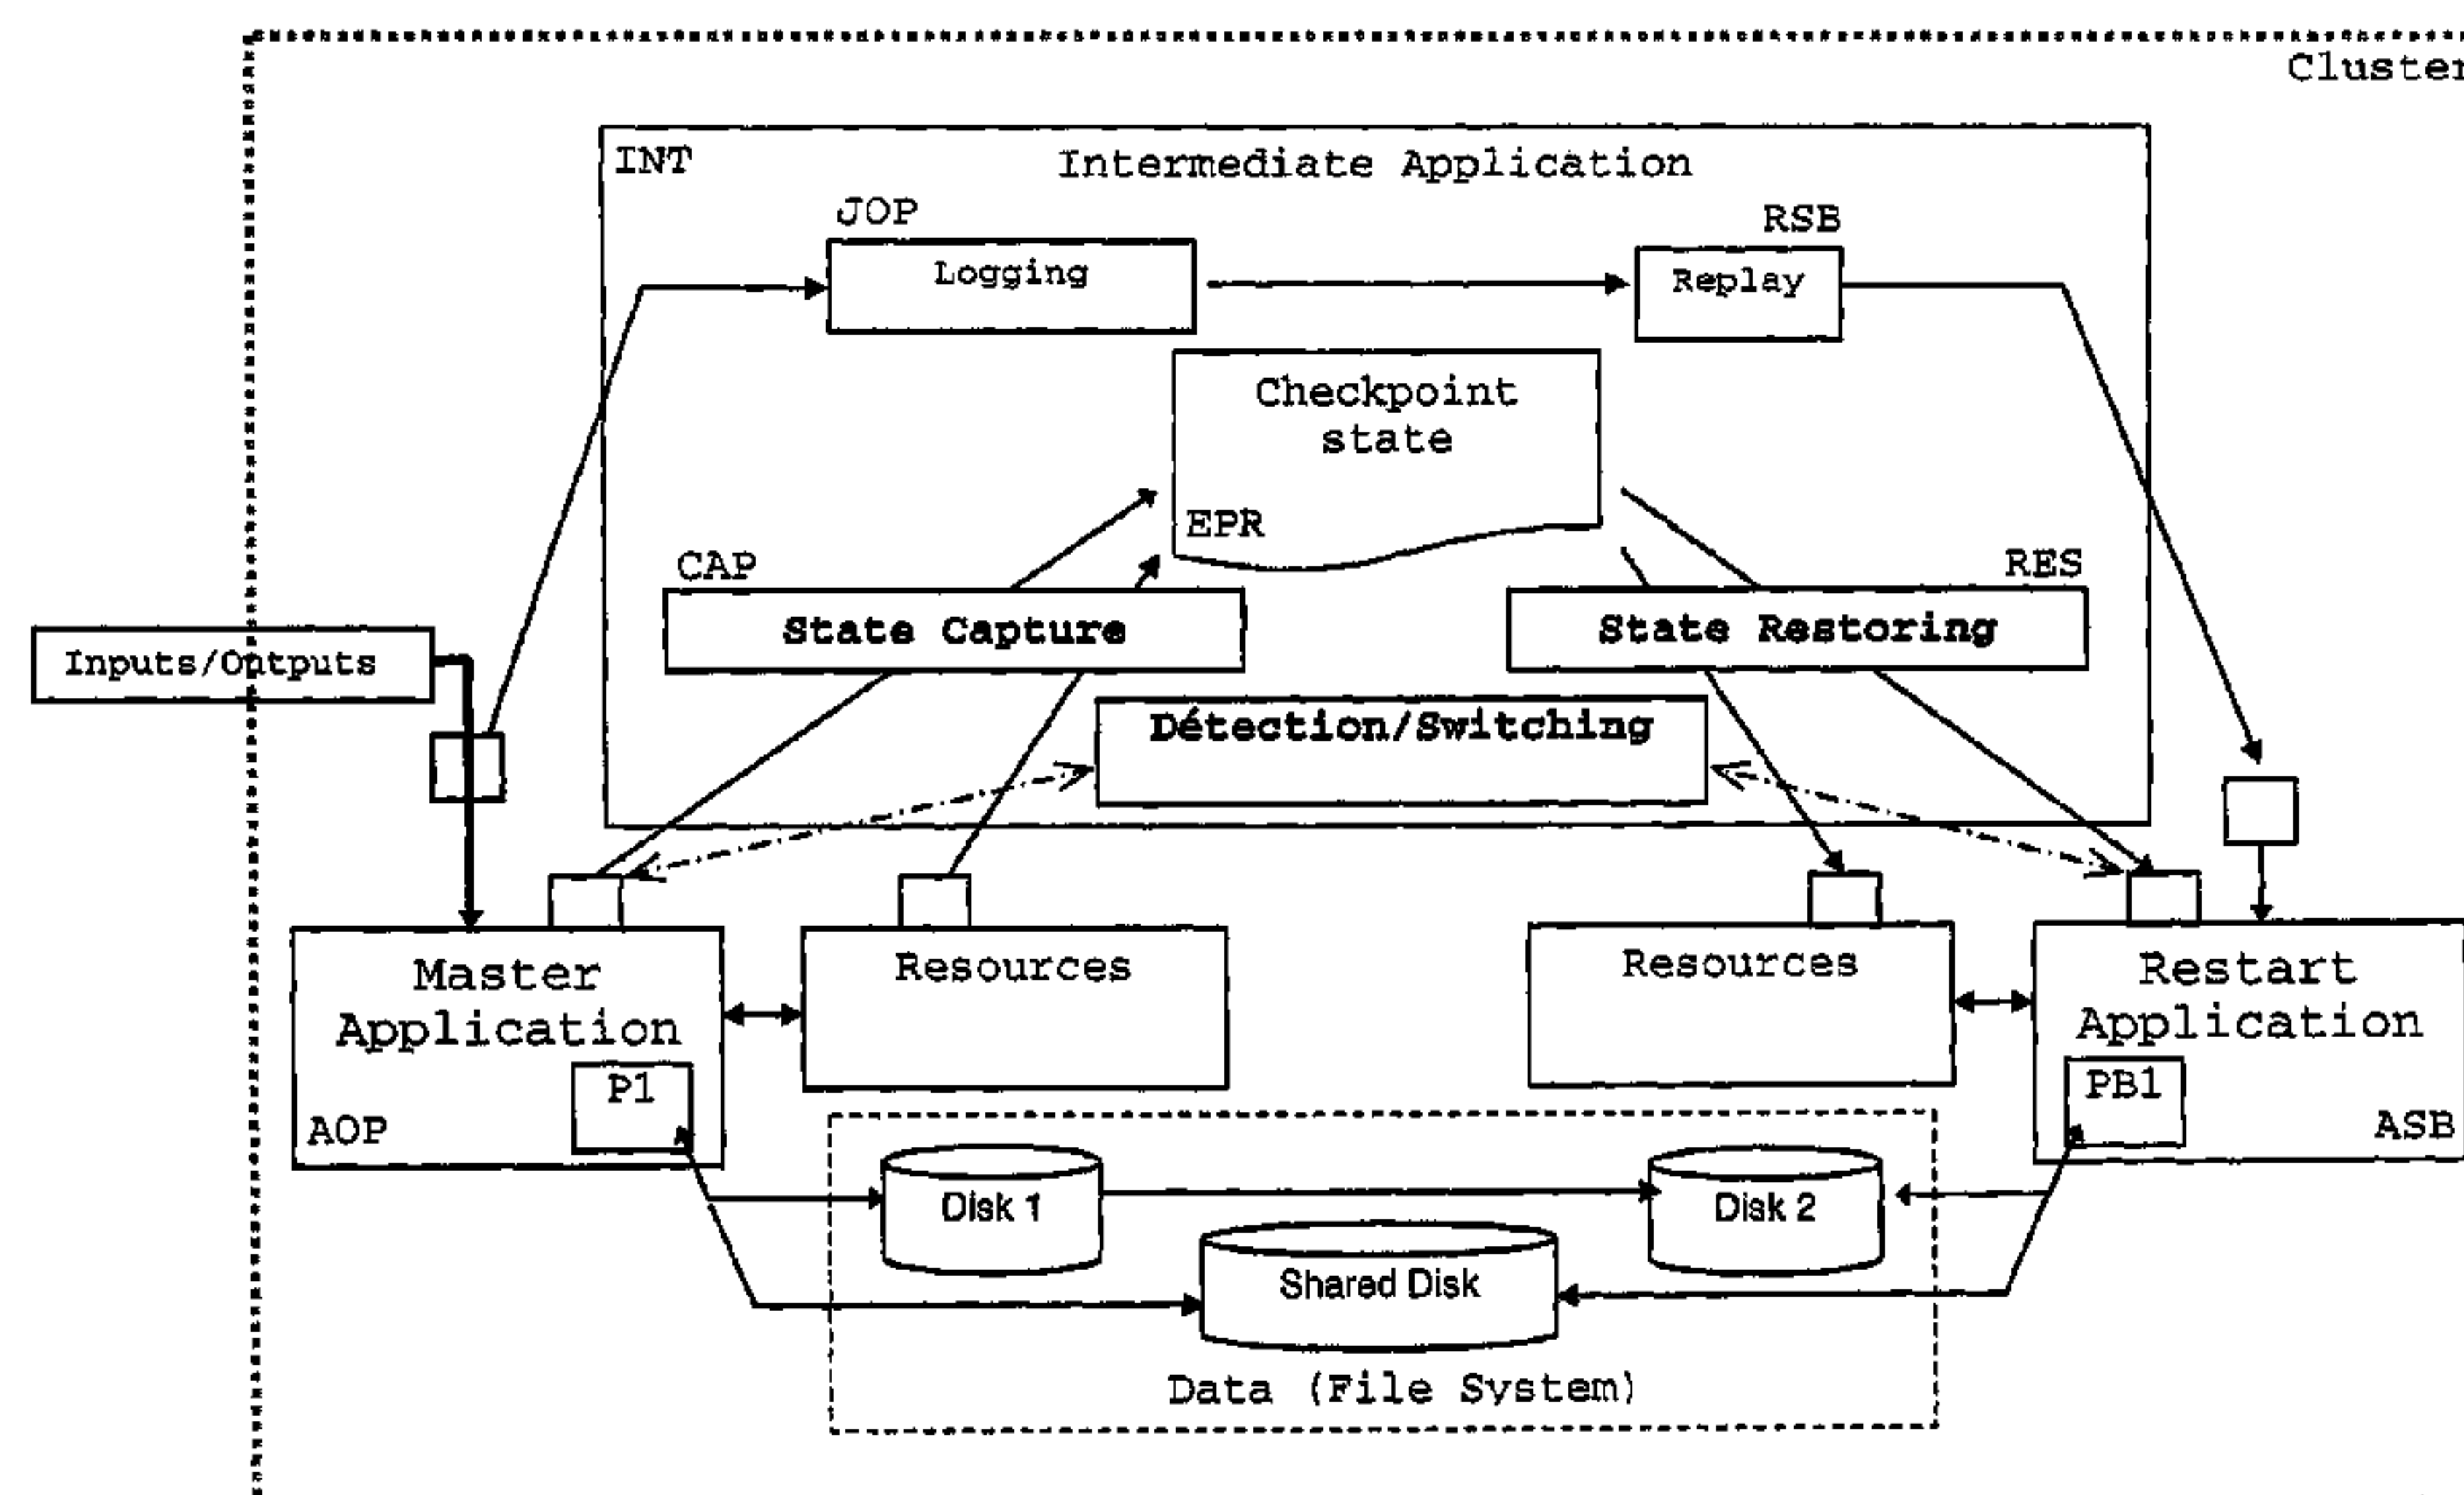 Cluster
INT
Intermediate Application
JOP
RSB
Logging
Replay
Checkpoint
state
EPR
CAP
RES
State Capture
State Restoring
Inputs/Outputs
Détection/Switching
Master
Application
Resources
Resources
Restart
Application
P1
PB1
AOP
ASB
Disk 1
Disk 2
Shared Disk
Data (File System)